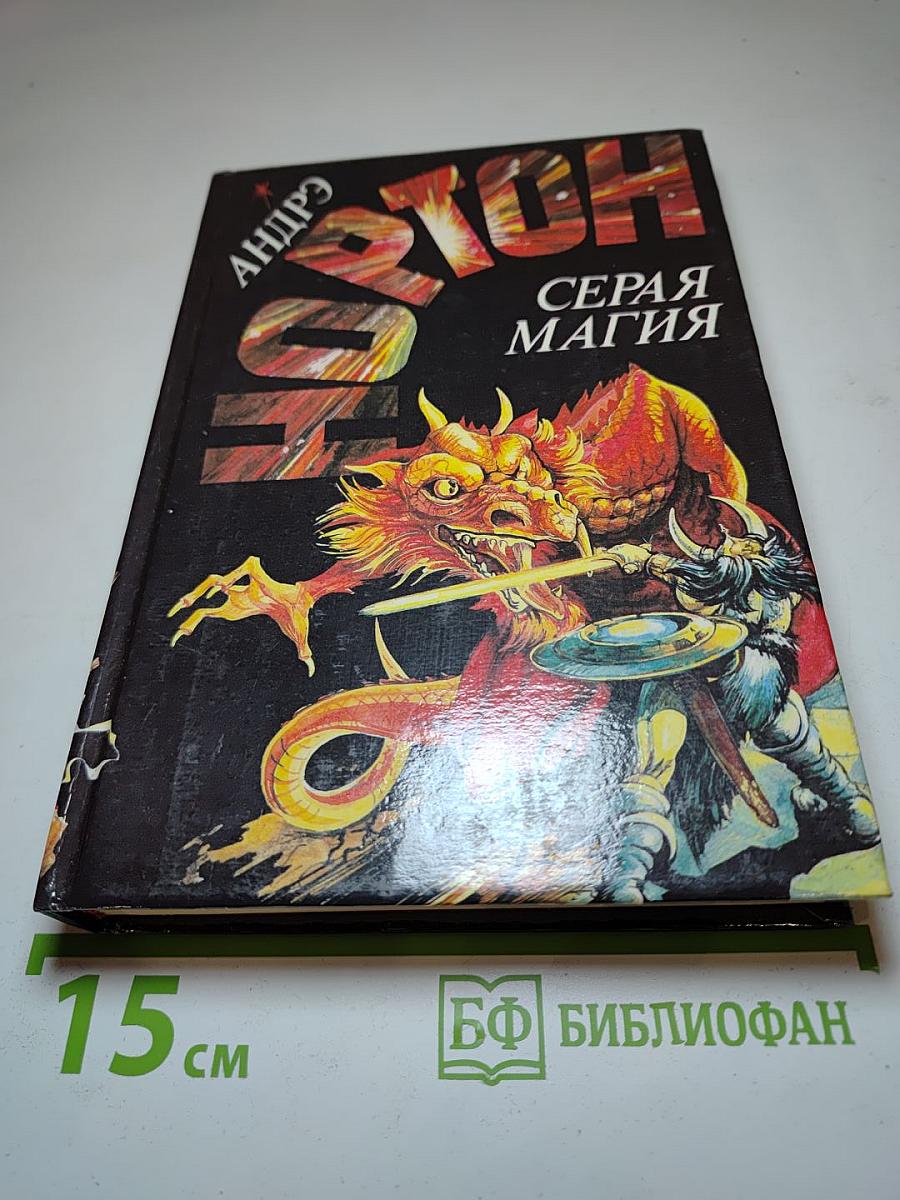 АНДРЭ
НОРТОН
СЕРАЯ
МАГИЯ
15 см
БФ БИБЛИОФАН